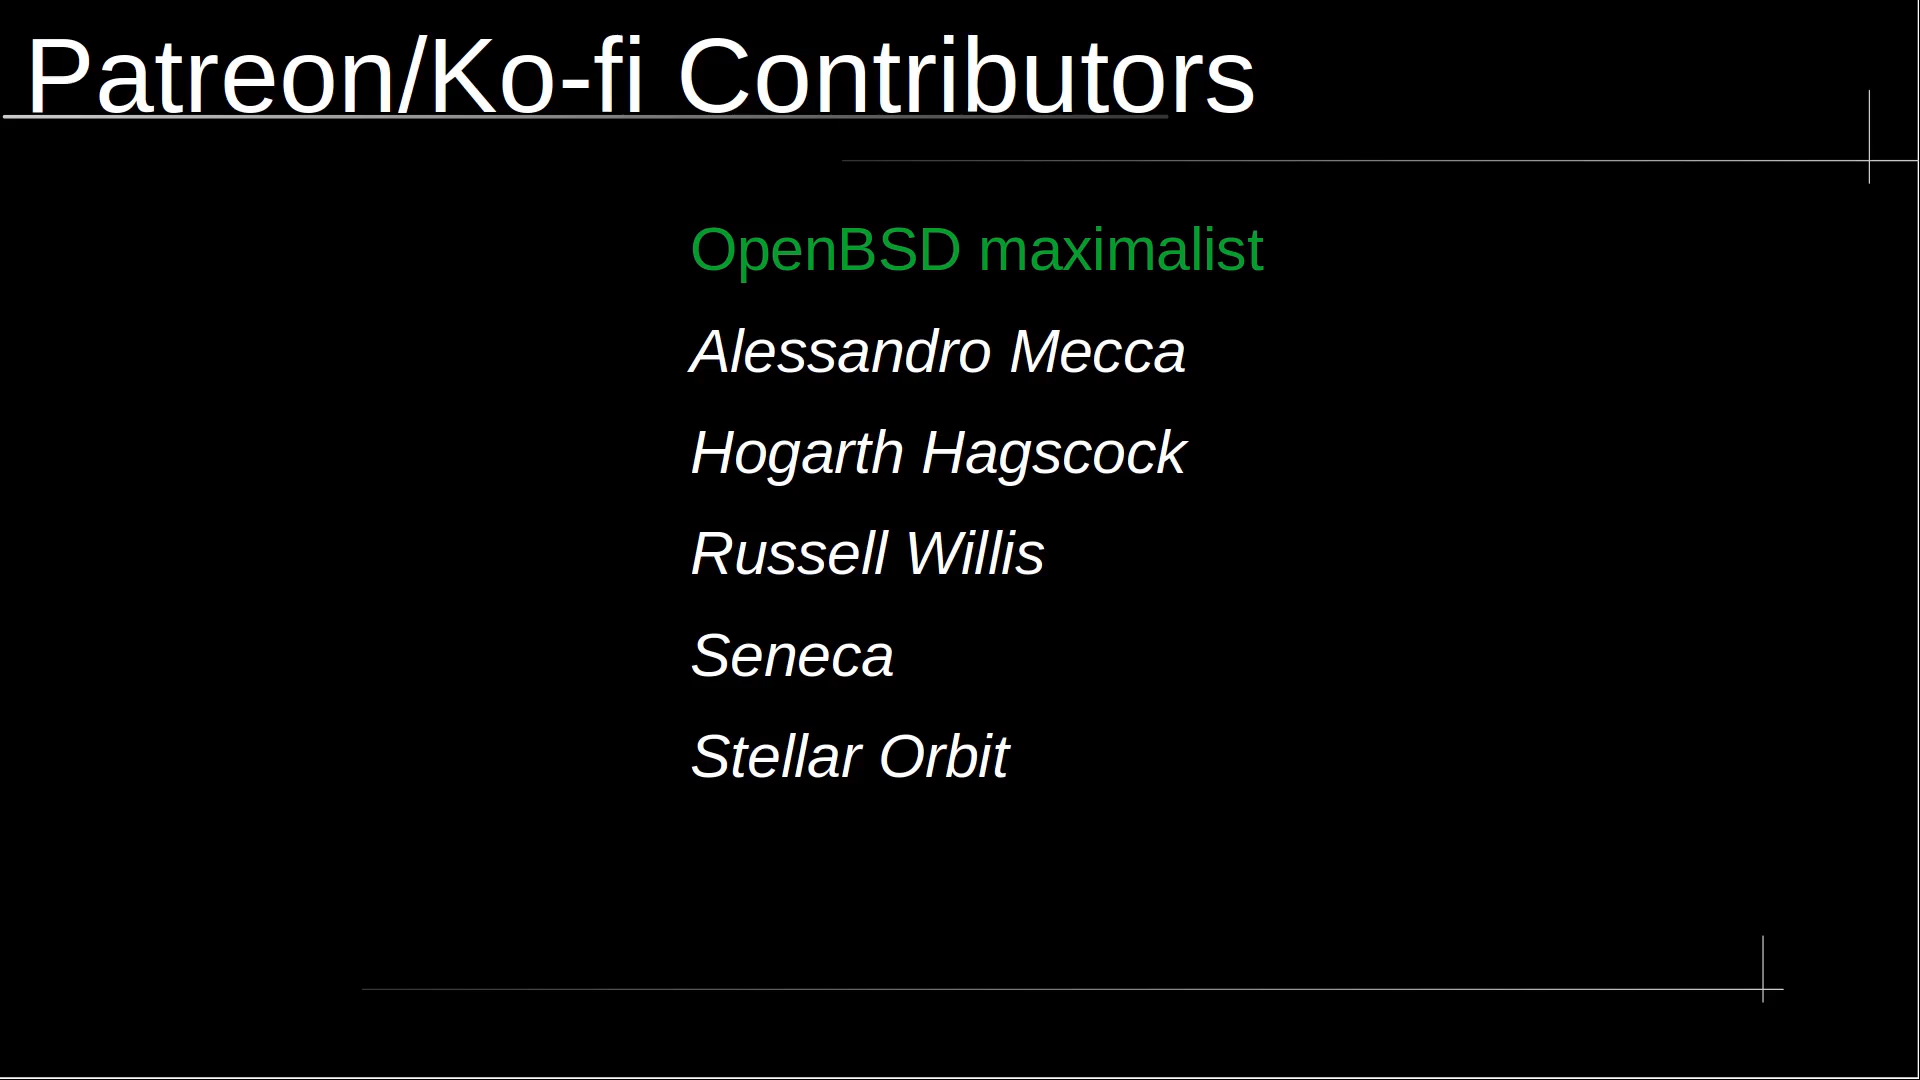 Patreon/Ko-fi Contributors
OpenBSD maximalist
Alessandro Mecca
Hogarth Hagscock
Russell Willis
Seneca
Stellar Orbit